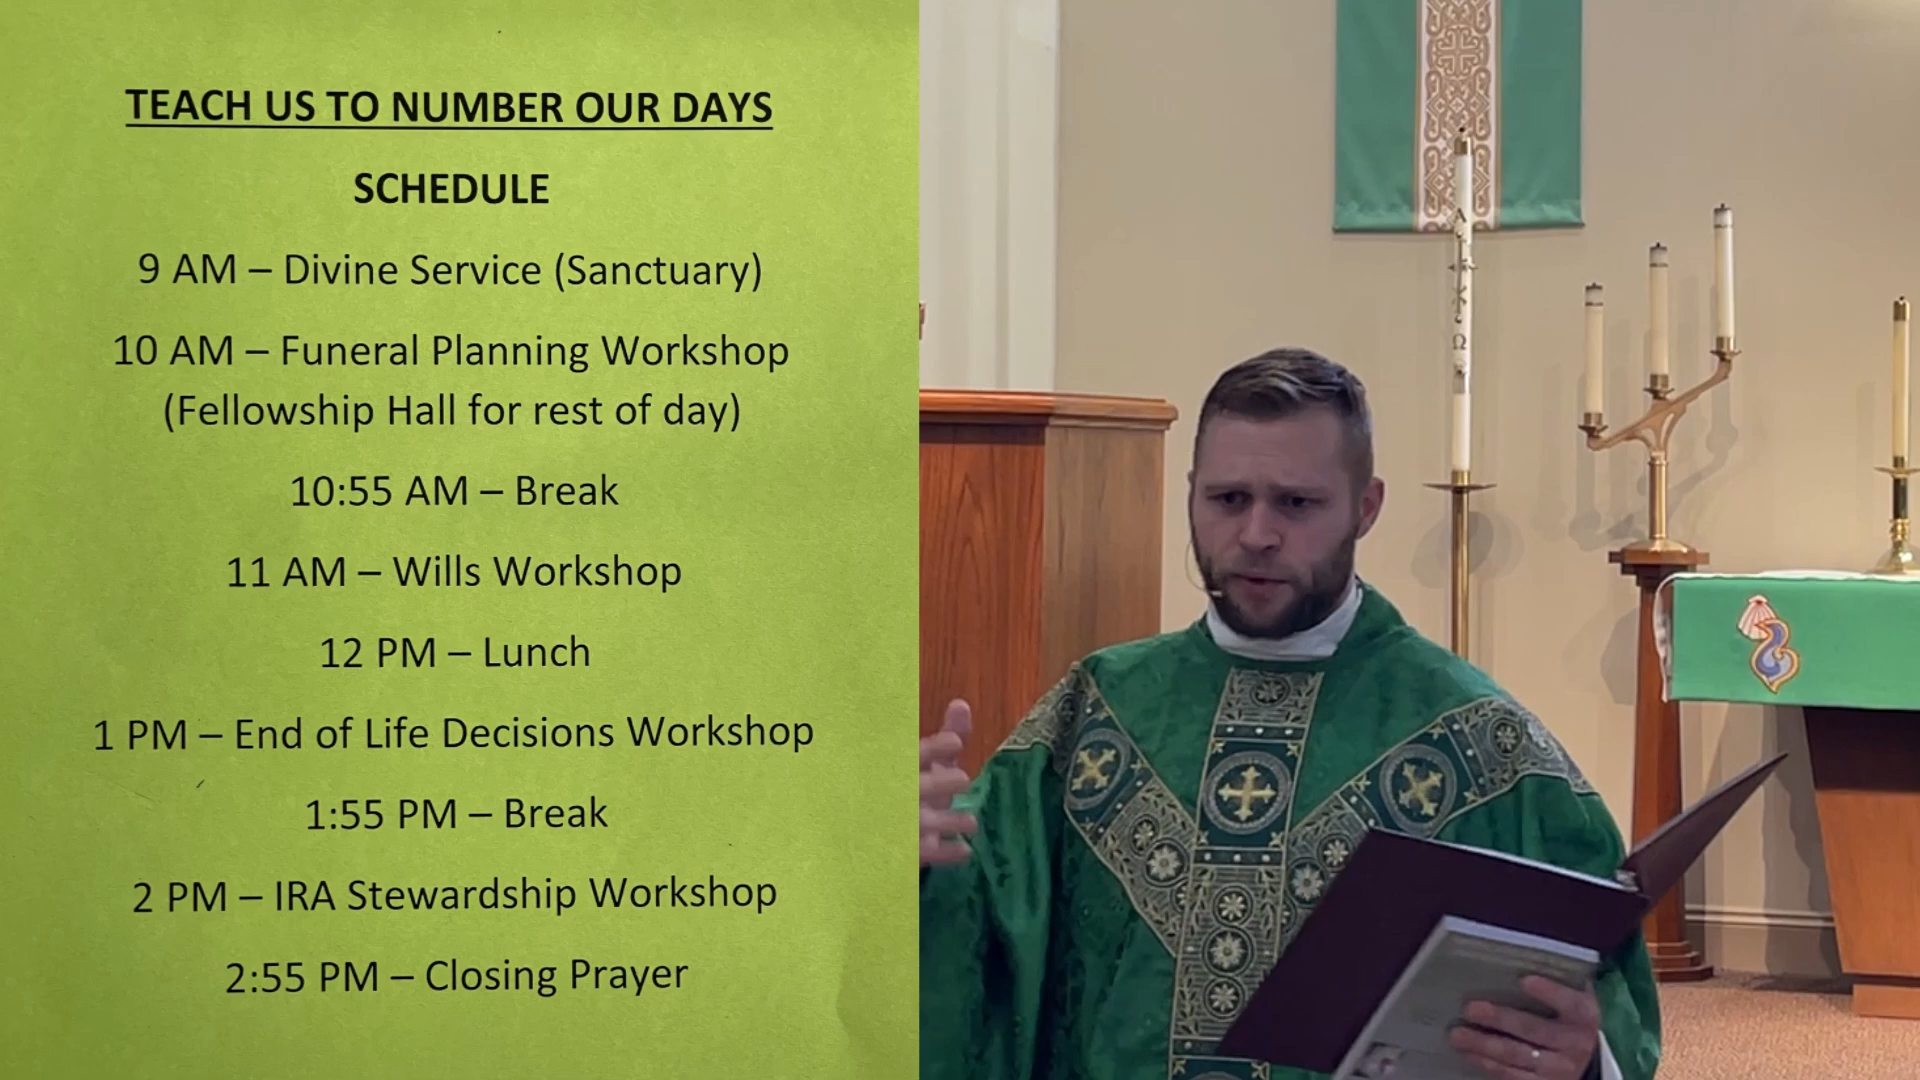 TEACH US TO NUMBER OUR DAYS
SCHEDULE
9 AM – Divine Service (Sanctuary)
10 AM – Funeral Planning Workshop
(Fellowship Hall for rest of day)
10:55 AM – Break
11 AM – Wills Workshop
12 PM – Lunch
1 PM – End of Life Decisions Workshop
1:55 PM – Break
2 PM – IRA Stewardship Workshop
2:55 PM – Closing Prayer
Α
Ω